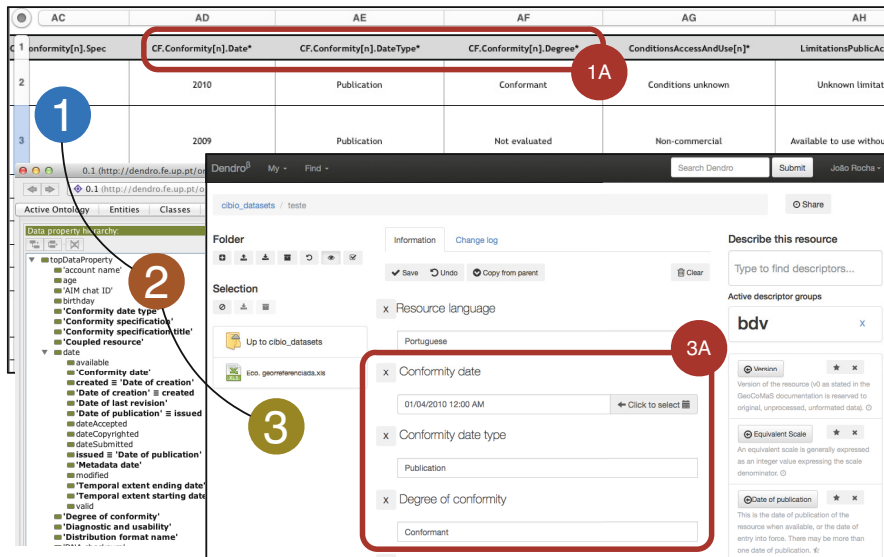 AC AD AE AF AG AH
1 onformity[n].Spec CF.Conformity[n].Date* CF.Conformity[n].DateType* CF.Conformity[n].Degree* ConditionsAccessAndUse[n]* LimitationsPublicAc
1A
2 2010 Publication Conformant Conditions unknown Unknown limitat
1
3 2009 Publication Not evaluated Non-commercial Available to use withou
0.1 (http://dendro.fe.up.pt/or
0.1 (http://dendro.fe.up.pt/o
Active Ontology Entities Classes
Data property hierarchy:
topDataProperty
'account name'
age
'AIM chat ID'
birthday
'Conformity date type'
'Conformity specification'
'Conformity specification title'
'Coupled resource'
date
available
'Conformity date'
created ≡ 'Date of creation'
'Date of creation' ≡ created
'Date of last revision'
'Date of publication' ≡ issued
dateAccepted
dateCopyrighted
dateSubmitted
issued ≡ 'Date of publication'
'Metadata date'
modified
'Temporal extent ending date'
'Temporal extent starting date
valid
'Degree of conformity'
'Diagnostic and usability'
'Distribution format name'
2
3
Dendroβ My Find Search Dendro Submit João Rocha
cibio_datasets / teste Share
Folder
Selection
Up to cibio_datasets
Eco. georreferenciada.xls
Information Change log
Save Undo Copy from parent Clear
x Resource language
Portuguese
3A
x Conformity date
01/04/2010 12:00 AM Click to select
x Conformity date type
Publication
x Degree of conformity
Conformant
Describe this resource
Type to find descriptors...
Active descriptor groups
bdv x
Version
Version of the resource (v0 as stated in the
GeoCoMaS documentation is reserved to
original, unprocessed, unformated data).
Equivalent Scale
An equivalent scale is generally expressed
as an integer value expressing the scale
denominator.
Date of publication
This is the date of publication of the
resource when available, or the date of
entry into force. There may be more than
one date of publication.